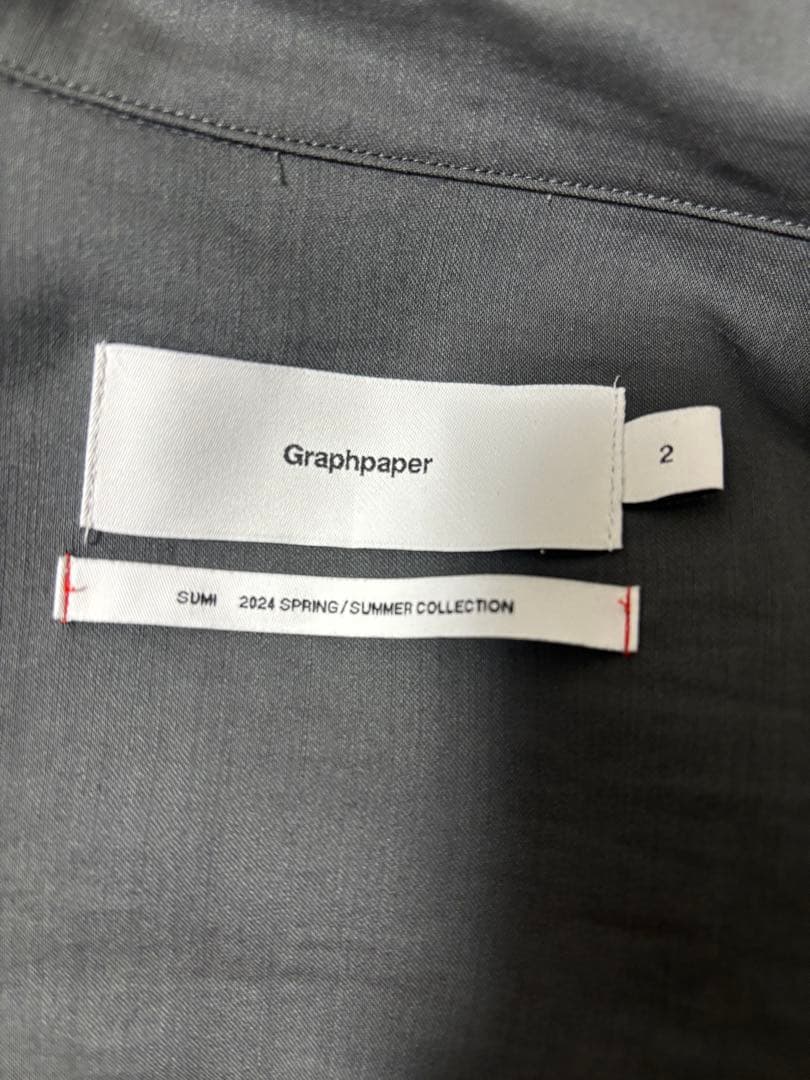 Graphpaper
2
SUMI 2024 SPRING/SUMMER COLLECTION